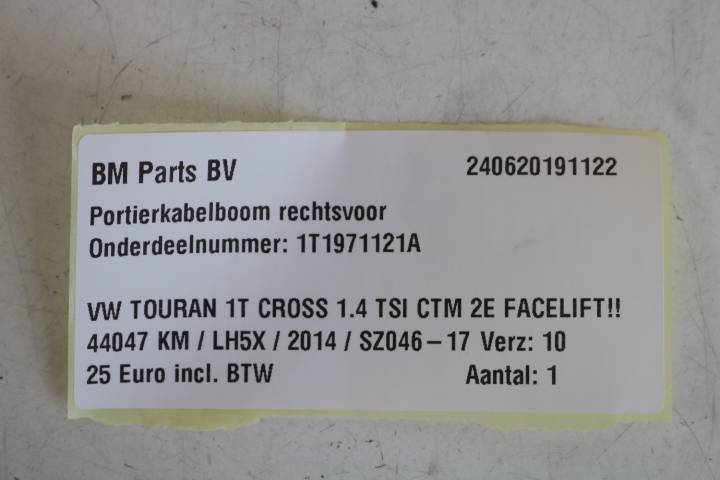 BM Parts BV 240620191122
Portierkabelboom rechtsvoor
Onderdeelnummer: 1T1971121A
VW TOURAN 1T CROSS 1.4 TSI CTM 2E FACELIFT!!
44047 KM / LH5X / 2014 / SZ046-17 Verz: 10
25 Euro incl. BTW Aantal: 1